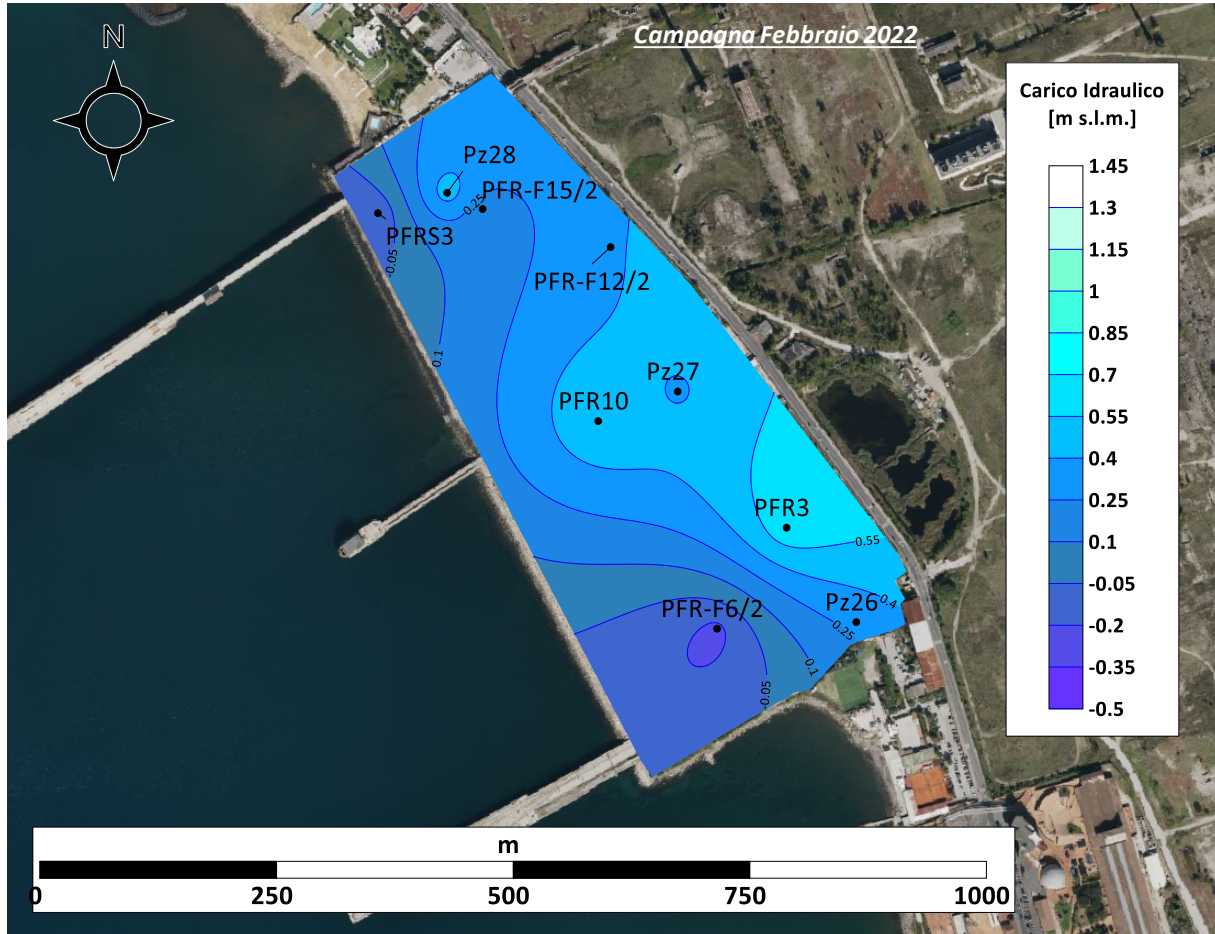 Campagna Febbraio 2022
N
Carico Idraulico
[m s.l.m.]
1.45
1.3
1.15
1
0.85
0.7
0.55
0.4
0.25
0.1
-0.05
-0.2
-0.35
-0.5
Pz28
PFR-F15/2
0.25
PFRS3
-0.05
PFR-F12/2
0.1
Pz27
PFR10
PFR3
0.55
0.4
Pz26
PFR-F6/2
0.25
0.1
-0.05
m
0 250 500 750 1000